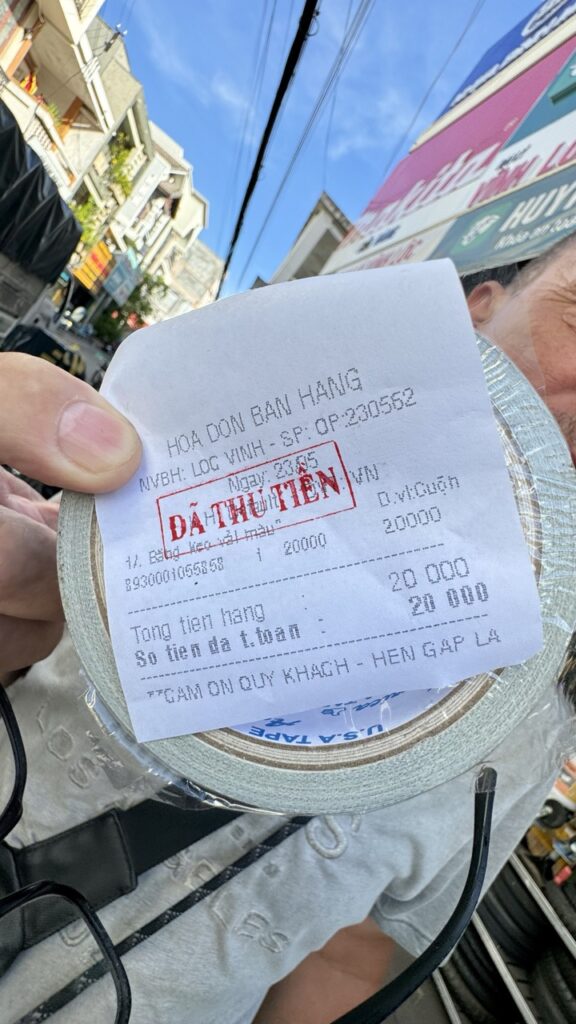 HUY
HOA DON BAN HANG
NVBH: LOC VINH - SP: OP:230562
Ngay: 23/05
ĐÃ THU TIỀN
VN
D.vi:Cuộn
1/. Băng keo vải màu
8930001055858 1 20000 20000
Tong tien hang : 20 000
So tien da t.toan : 20 000
**CAM ON QUY KHACH - HEN GAP LA
U.S.A TAPE
LOS